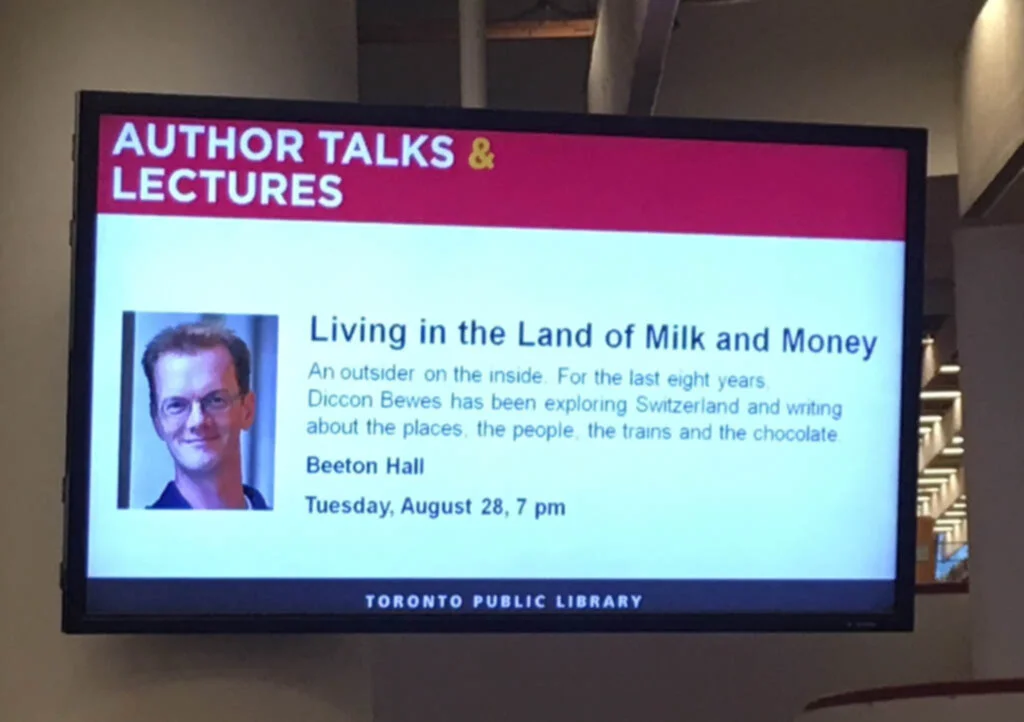 AUTHOR TALKS &
LECTURES
Living in the Land of Milk and Money
An outsider on the inside. For the last eight years,
Diccon Bewes has been exploring Switzerland and writing
about the places, the people, the trains and the chocolate.
Beeton Hall
Tuesday, August 28, 7 pm
TORONTO PUBLIC LIBRARY